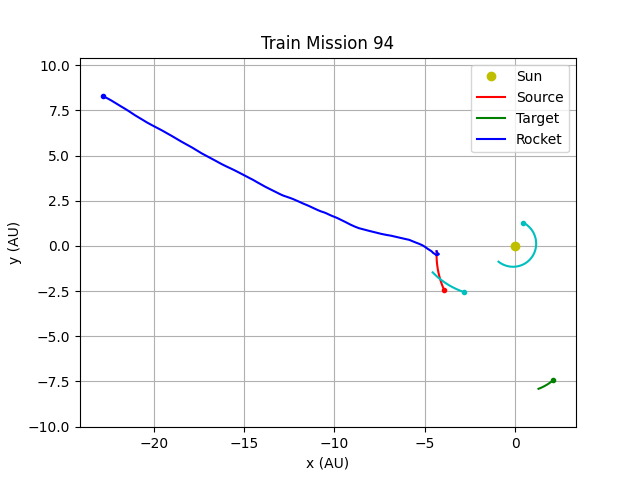 Train Mission 94
10.0
7.5
5.0
2.5
0.0
−2.5
−5.0
−7.5
−10.0
y (AU)
Sun
Source
Target
Rocket
−20
−15
−10
−5
0
x (AU)